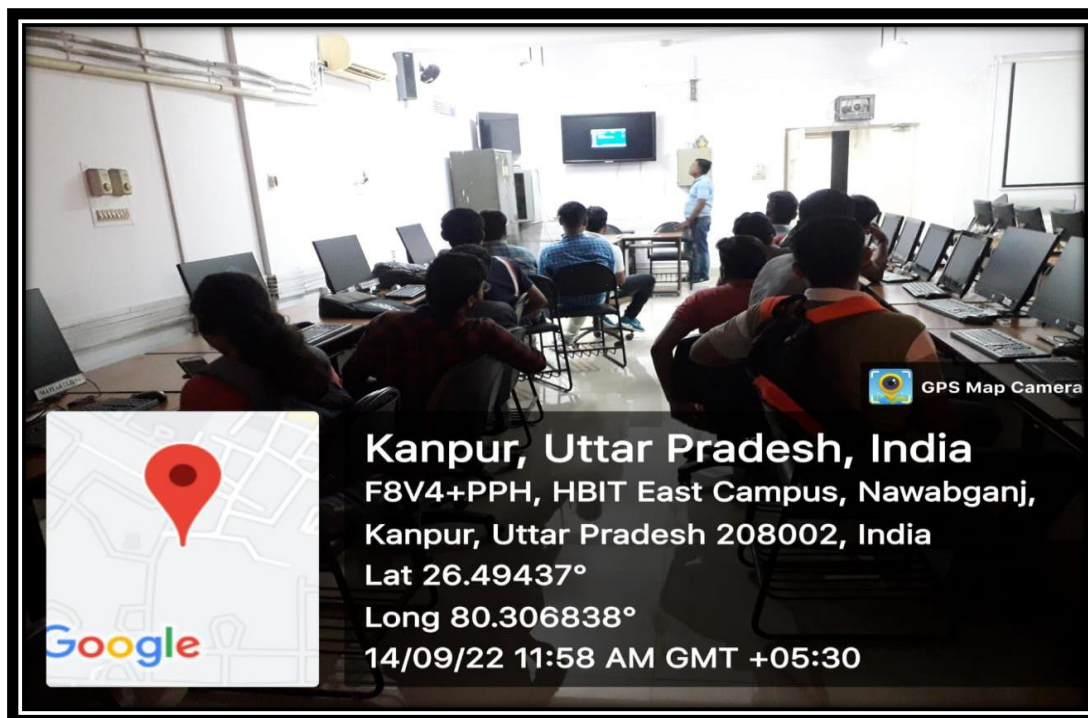 GPS Map Camera
Kanpur, Uttar Pradesh, India
F8V4+PPH, HBIT East Campus, Nawabganj,
Kanpur, Uttar Pradesh 208002, India
Lat 26.49437°
Long 80.306838°
14/09/22 11:58 AM GMT +05:30
Google